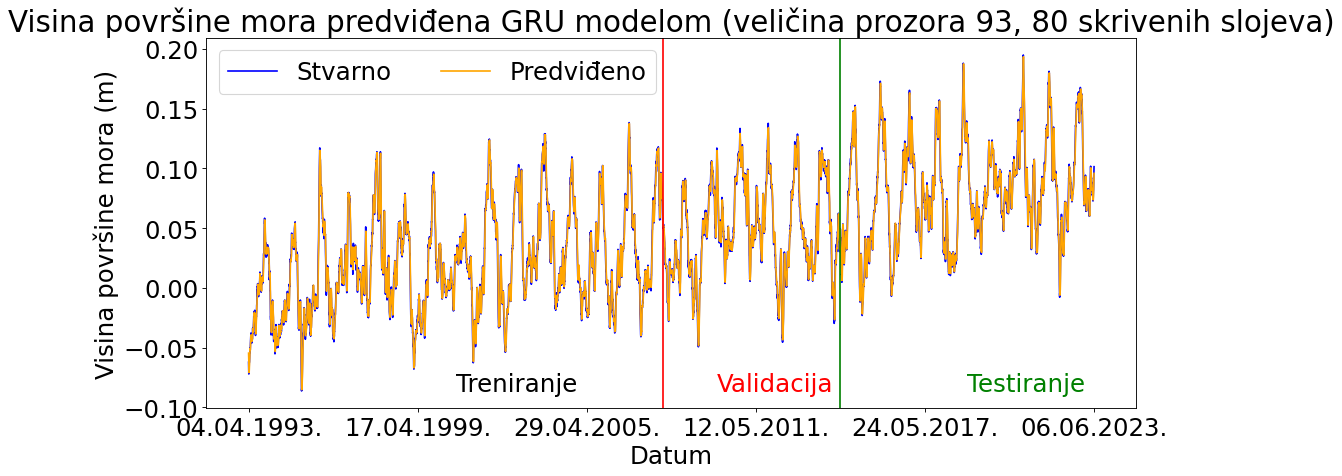 Visina površine mora predviđena GRU modelom (veličina prozora 93, 80 skrivenih slojeva)
Stvarno Predviđeno
Visina površine mora (m)
0.20
0.15
0.10
0.05
0.00
−0.05
−0.10
Treniranje Validacija Testiranje
04.04.1993. 17.04.1999. 29.04.2005. 12.05.2011. 24.05.2017. 06.06.2023.
Datum